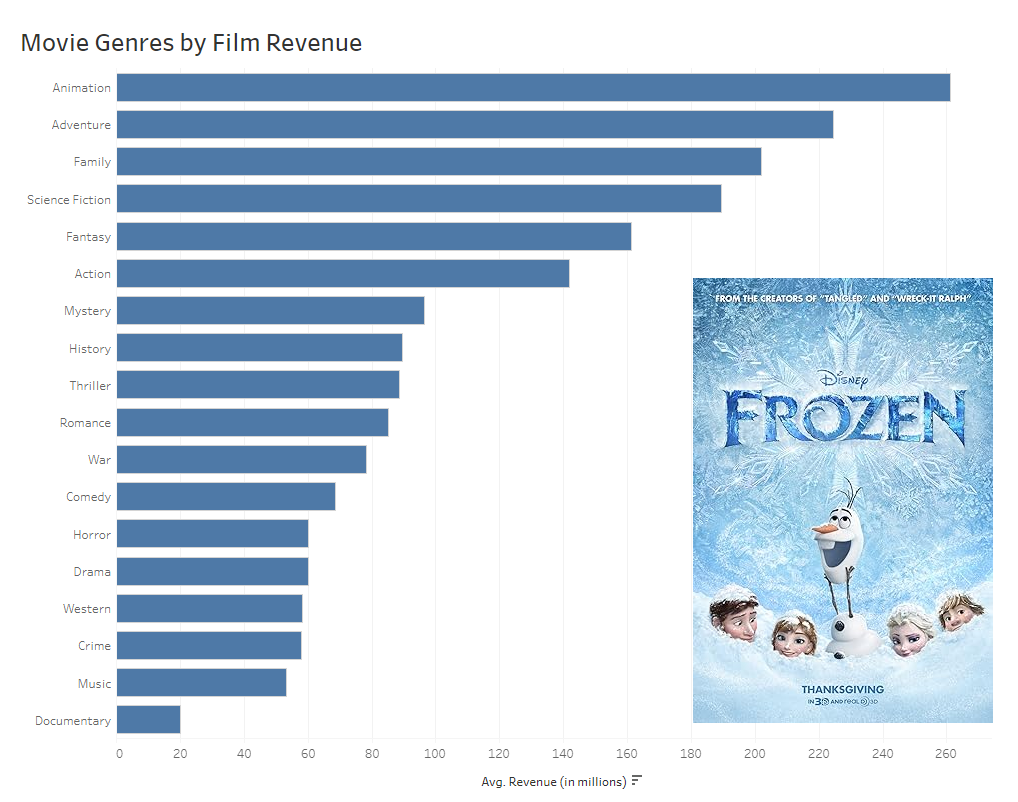 Movie Genres by Film Revenue
Animation
Adventure
Family
Science Fiction
Fantasy
Action
Mystery
History
Thriller
Romance
War
Comedy
Horror
Drama
Western
Crime
Music
Documentary
0 20 40 60 80 100 120 140 160 180 200 220 240 260
Avg. Revenue (in millions)
FROM THE CREATORS OF "TANGLED" AND "WRECK-IT RALPH"
DISNEY
FROZEN
THANKSGIVING
IN 3D AND REAL D 3D